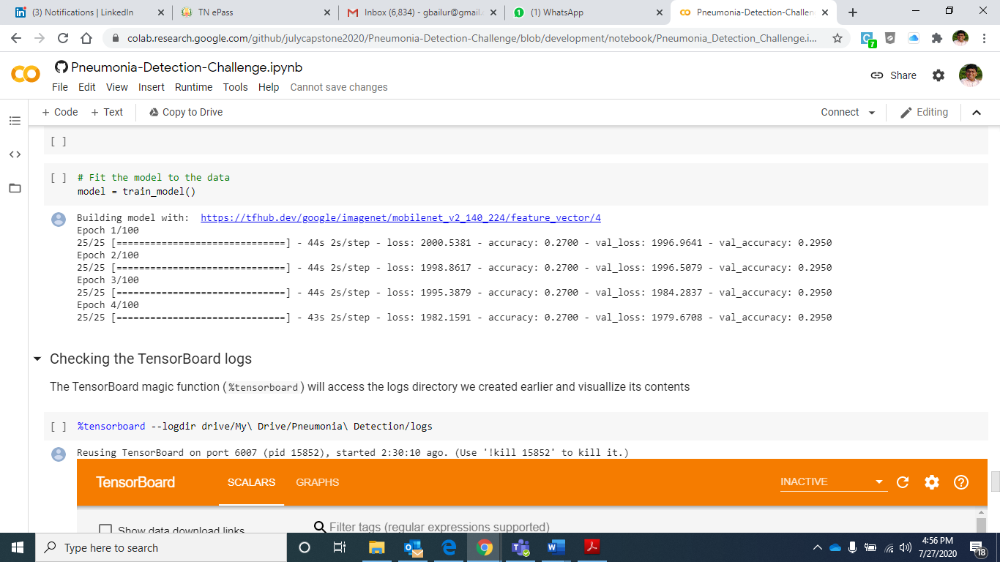 (3) Notifications | LinkedIn
TN ePass
Inbox (6,834) - gbailur@gmail.
(1) WhatsApp
Pneumonia-Detection-Challen
colab.research.google.com/github/julycapstone2020/Pneumonia-Detection-Challenge/blob/development/notebook/Pneumonia_Detection_Challenge.i...
7
Pneumonia-Detection-Challenge.ipynb
Share
File Edit View Insert Runtime Tools Help Cannot save changes
+ Code + Text Copy to Drive Connect Editing
[ ]
[ ] # Fit the model to the data
model = train_model()
Building model with: https://tfhub.dev/google/imagenet/mobilenet_v2_140_224/feature_vector/4
Epoch 1/100
25/25 [==============================] - 44s 2s/step - loss: 2000.5381 - accuracy: 0.2700 - val_loss: 1996.9641 - val_accuracy: 0.2950
Epoch 2/100
25/25 [==============================] - 44s 2s/step - loss: 1998.8617 - accuracy: 0.2700 - val_loss: 1996.5079 - val_accuracy: 0.2950
Epoch 3/100
25/25 [==============================] - 44s 2s/step - loss: 1995.3879 - accuracy: 0.2700 - val_loss: 1984.2837 - val_accuracy: 0.2950
Epoch 4/100
25/25 [==============================] - 43s 2s/step - loss: 1982.1591 - accuracy: 0.2700 - val_loss: 1979.6708 - val_accuracy: 0.2950
Checking the TensorBoard logs
The TensorBoard magic function (%tensorboard) will access the logs directory we created earlier and visuallize its contents
[ ] %tensorboard --logdir drive/My\ Drive/Pneumonia\ Detection/logs
Reusing TensorBoard on port 6007 (pid 15852), started 2:30:10 ago. (Use '!kill 15852' to kill it.)
TensorBoard SCALARS GRAPHS INACTIVE
Show data download links
Filter tags (regular expressions supported)
Type here to search
4:56 PM
7/27/2020
18